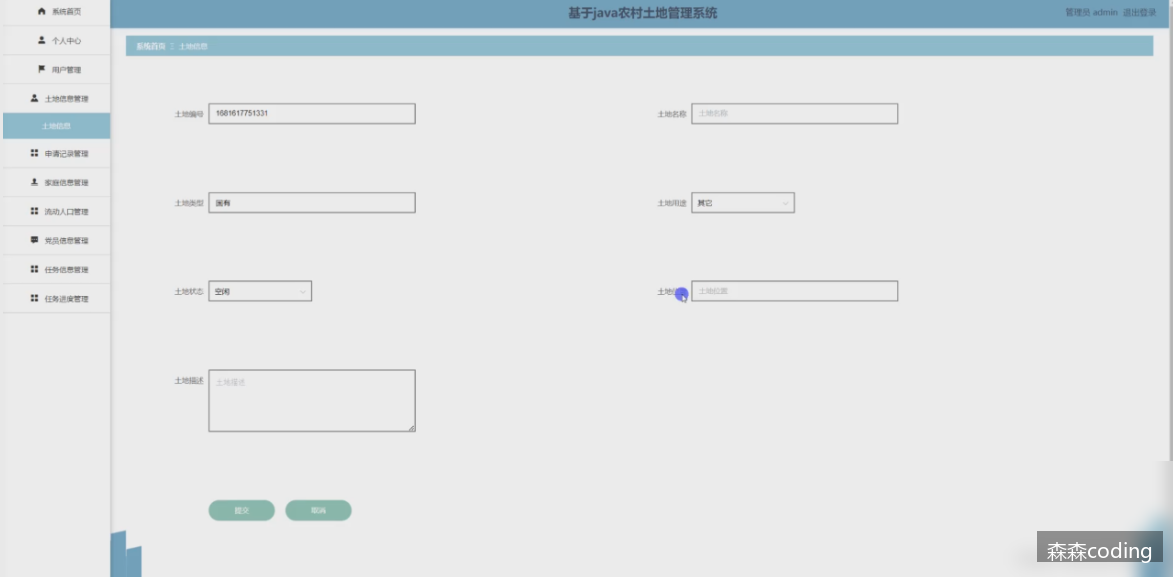 系统首页
基于java农村土地管理系统
管理员 admin 退出登录
个人中心
系统首页 土地信息
用户管理
土地信息管理
土地编号 1681617751331
土地名称 土地名称
土地信息
申请记录管理
家庭信息管理
土地类型 国有
土地用途 其它
流动人口管理
党员信息管理
任务信息管理
土地状态 空闲
土地 土地位置
任务进度管理
土地描述 土地描述
提交 取消
森森coding